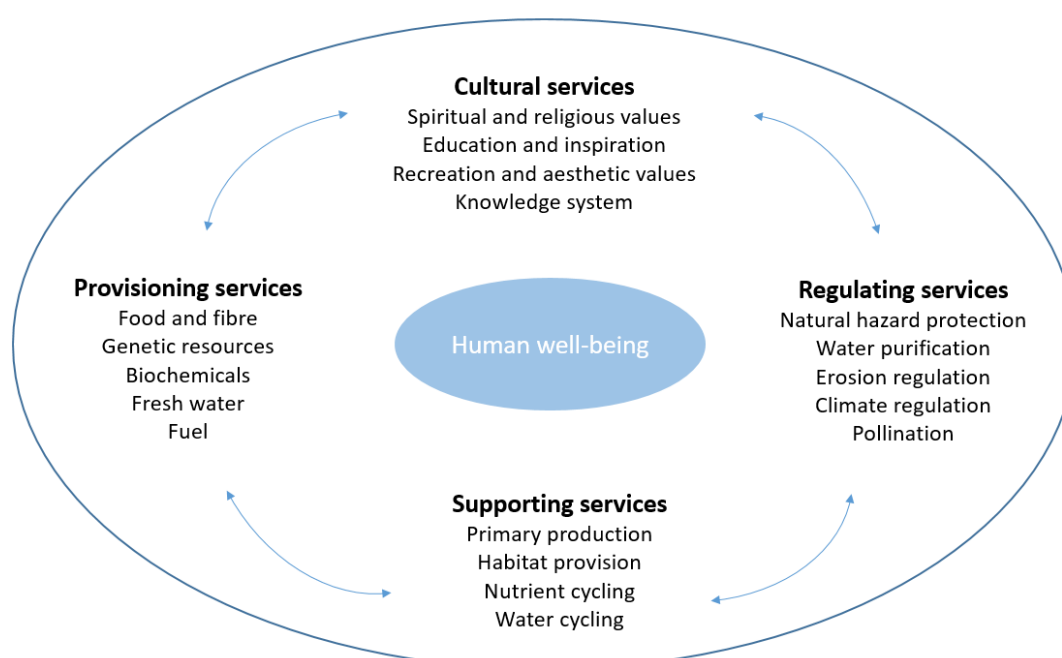 Cultural services
Spiritual and religious values
Education and inspiration
Recreation and aesthetic values
Knowledge system
Provisioning services
Food and fibre
Genetic resources
Biochemicals
Fresh water
Fuel
Human well-being
Regulating services
Natural hazard protection
Water purification
Erosion regulation
Climate regulation
Pollination
Supporting services
Primary production
Habitat provision
Nutrient cycling
Water cycling